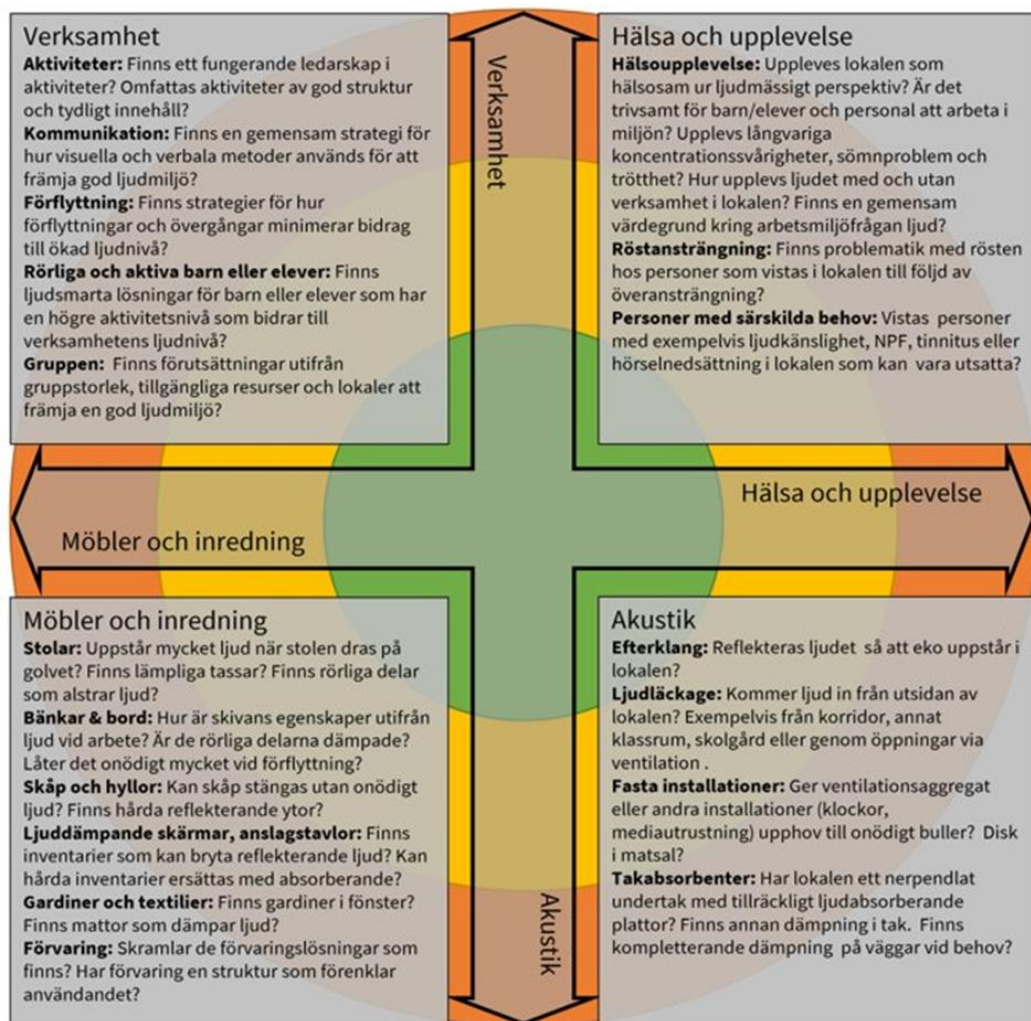 Verksamhet
Aktiviteter: Finns ett fungerande ledarskap i
aktiviteter? Omfattas aktiviteter av god struktur
och tydligt innehåll?
Kommunikation: Finns en gemensam strategi för
hur visuella och verbala metoder används för att
främja god ljudmiljö?
Förflyttning: Finns strategier för hur
förflyttningar och övergångar minimerar bidrag
till ökad ljudnivå?
Rörliga och aktiva barn eller elever: Finns
ljudsmarta lösningar för barn eller elever som har
en högre aktivitetsnivå som bidrar till
verksamhetens ljudnivå?
Gruppen: Finns förutsättningar utifrån
gruppstorlek, tillgängliga resurser och lokaler att
främja en god ljudmiljö?
Verksamhet
Hälsa och upplevelse
Hälsoupplevelse: Uppleves lokalen som
hälsosam ur ljudmässigt perspektiv? Är det
trivsamt för barn/elever och personal att arbeta i
miljön? Upplevs långvariga
koncentrationssvårigheter, sömnproblem och
trötthet? Hur upplevs ljudet med och utan
verksamhet i lokalen? Finns en gemensam
värdegrund kring arbetsmiljöfrågan ljud?
Röstansträngning: Finns problematik med rösten
hos personer som vistas i lokalen till följd av
överansträngning?
Personer med särskilda behov: Vistas personer
med exempelvis ljudkänslighet, NPF, tinnitus eller
hörselnedsättning i lokalen som kan vara utsatta?
Hälsa och upplevelse
Möbler och inredning
Möbler och inredning
Stolar: Uppstår mycket ljud när stolen dras på
golvet? Finns lämpliga tassar? Finns rörliga delar
som alstrar ljud?
Bänkar & bord: Hur är skivans egenskaper utifrån
ljud vid arbete? Är de rörliga delarna dämpade?
Låter det onödigt mycket vid förflyttning?
Skåp och hyllor: Kan skåp stängas utan onödigt
ljud? Finns hårda reflekterande ytor?
Ljuddämpande skärmar, anslagstavlor: Finns
inventarier som kan bryta reflekterande ljud? Kan
hårda inventarier ersättas med absorberande?
Gardiner och textilier: Finns gardiner i fönster?
Finns mattor som dämpar ljud?
Förvaring: Skramlar de förvaringslösningar som
finns? Har förvaring en struktur som förenklar
användandet?
Akustik
Akustik
Efterklang: Reflekteras ljudet så att eko uppstår i
lokalen?
Ljudläckage: Kommer ljud in från utsidan av
lokalen? Exempelvis från korridor, annat
klassrum, skolgård eller genom öppningar via
ventilation .
Fasta installationer: Ger ventilationsaggregat
eller andra installationer (klockor,
mediautrustning) upphov till onödigt buller? Disk
i matsal?
Takabsorbenter: Har lokalen ett nerpendlat
undertak med tillräckligt ljudabsorberande
plattor? Finns annan dämpning i tak. Finns
kompletterande dämpning på väggar vid behov?